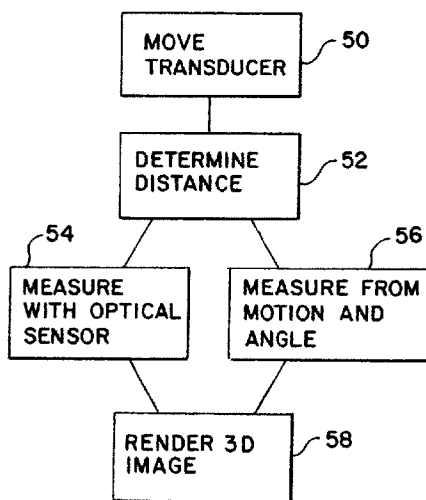 MOVE
TRANSDUCER
50
DETERMINE
DISTANCE
52
54
MEASURE
WITH OPTICAL
SENSOR
56
MEASURE FROM
MOTION AND
ANGLE
RENDER 3D
IMAGE
58